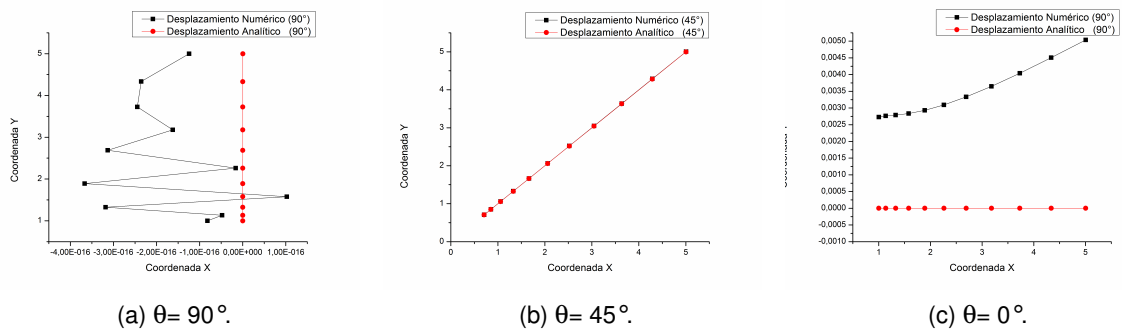 Desplazamiento Numérico (90°)
Desplazamiento Analítico (90°)
5
4
3
2
1
Coordenada Y
-4,00E-016 -3,00E-016 -2,00E-016 -1,00E-016 0,00E+000 1,00E-016
Coordenada X
(a) θ= 90°.
Desplazamiento Numérico (45°)
Desplazamiento Analítico (45°)
5
4
3
2
1
0
Coordenada Y
0 1 2 3 4 5
Coordenada X
(b) θ= 45°.
Desplazamiento Numérico (90°)
Desplazamiento Analítico (90°)
0,0050
0,0045
0,0040
0,0035
0,0030
0,0025
0,0020
0,0015
0,0010
0,0005
0,0000
-0,0005
-0,0010
Coordenada
1 2 3 4 5
Coordenada X
(c) θ= 0°.